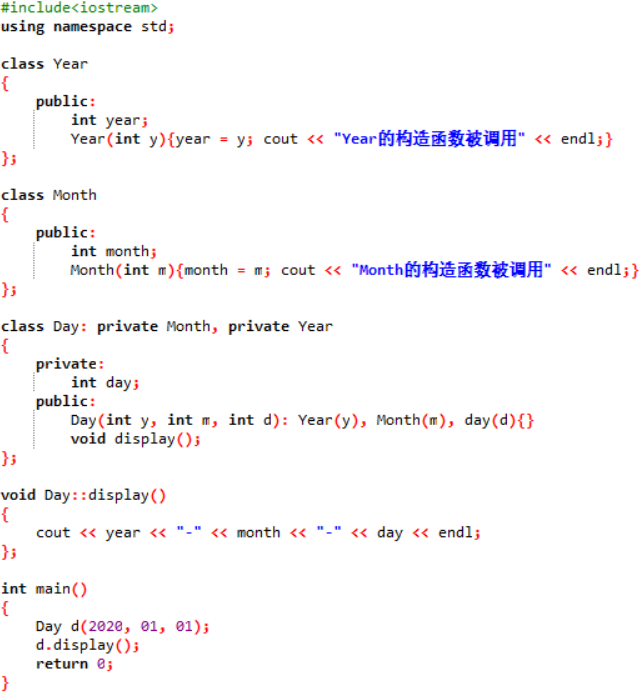 #include<iostream>
using namespace std;

class Year
{
    public:
        int year;
        Year(int y){year = y; cout << "Year的构造函数被调用" << endl;}
};

class Month
{
    public:
        int month;
        Month(int m){month = m; cout << "Month的构造函数被调用" << endl;}
};

class Day: private Month, private Year
{
    private:
        int day;
    public:
        Day(int y, int m, int d): Year(y), Month(m), day(d){}
        void display();
};

void Day::display()
{
    cout << year << "-" << month << "-" << day << endl;
};

int main()
{
    Day d(2020, 01, 01);
    d.display();
    return 0;
}